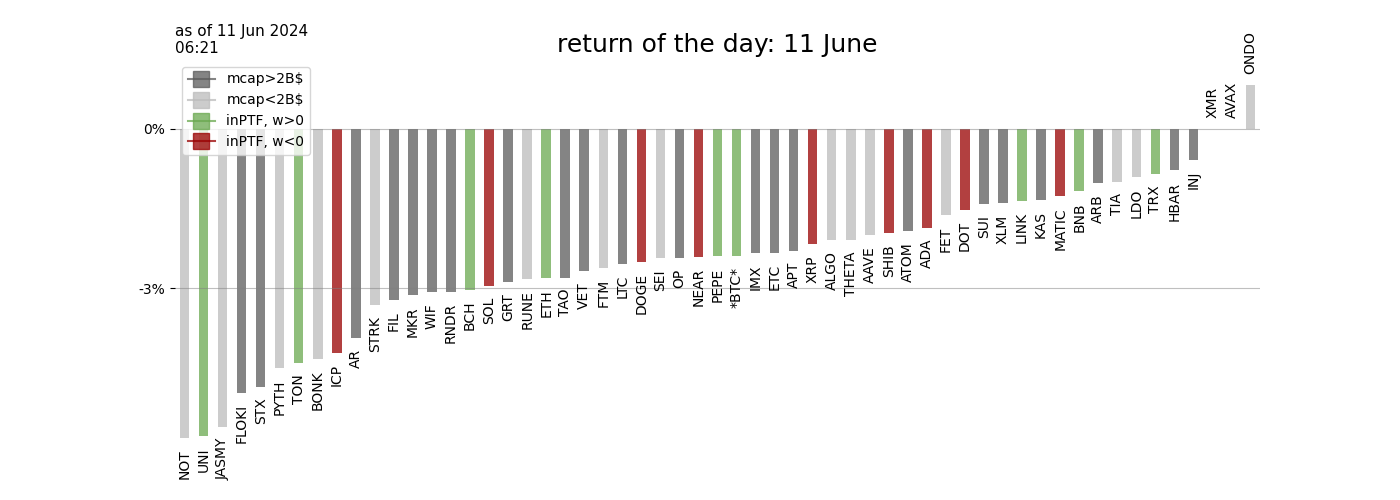 as of 11 Jun 2024
06:21
return of the day: 11 June
mcap>2B$
mcap<2B$
inPTF, w>0
inPTF, w<0
0%
-3%
NOT
UNI
JASMY
FLOKI
STX
PYTH
TON
BONK
ICP
AR
STRK
FIL
MKR
WIF
RNDR
BCH
SOL
GRT
RUNE
ETH
TAO
VET
FTM
LTC
DOGE
SEI
OP
NEAR
PEPE
*BTC*
IMX
ETC
APT
XRP
ALGO
THETA
AAVE
SHIB
ATOM
ADA
FET
DOT
SUI
XLM
LINK
KAS
MATIC
BNB
ARB
TIA
LDO
TRX
HBAR
INJ
XMR
AVAX
ONDO